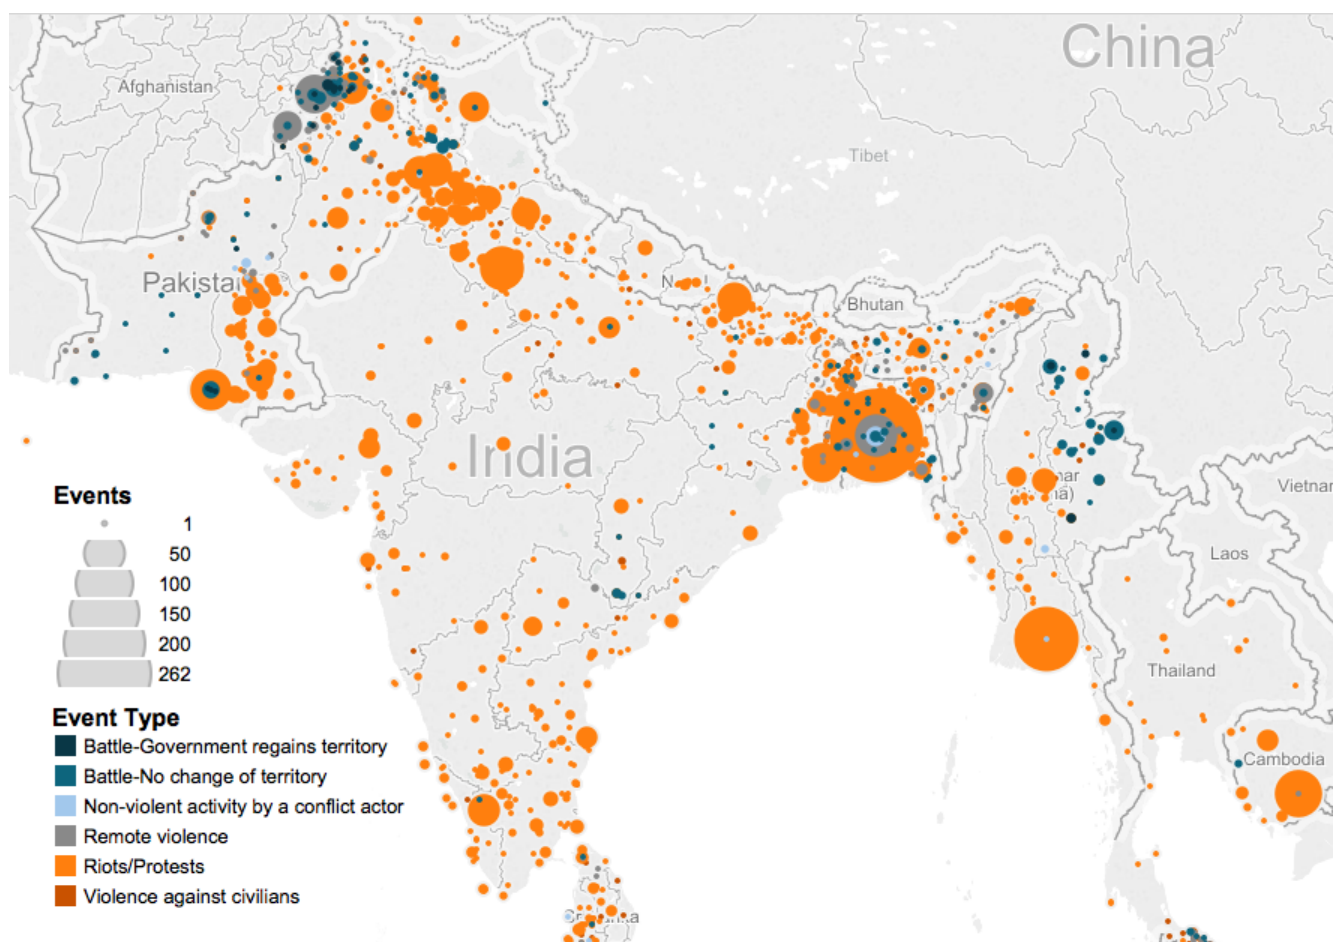 China
Afghanistan
Tibet
Pakista
Bhutan
India
Vietnar
Laos
Thailand
Cambodia
Events
1
50
100
150
200
262
Event Type
Battle-Government regains territory
Battle-No change of territory
Non-violent activity by a conflict actor
Remote violence
Riots/Protests
Violence against civilians